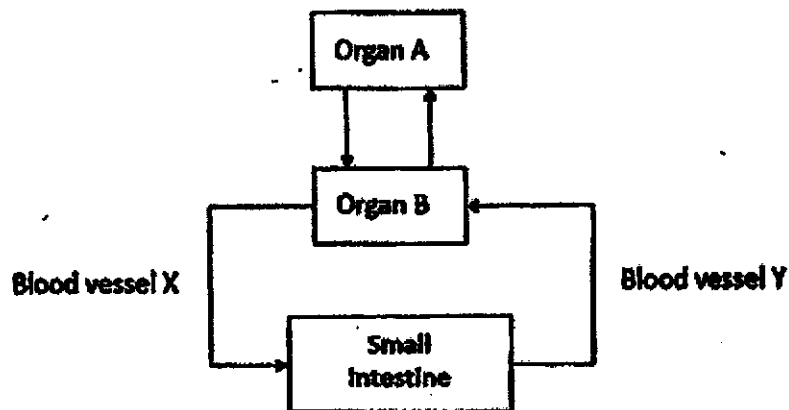 Organ A
Organ B
Blood vessel X
Blood vessel Y
Small
Intestine